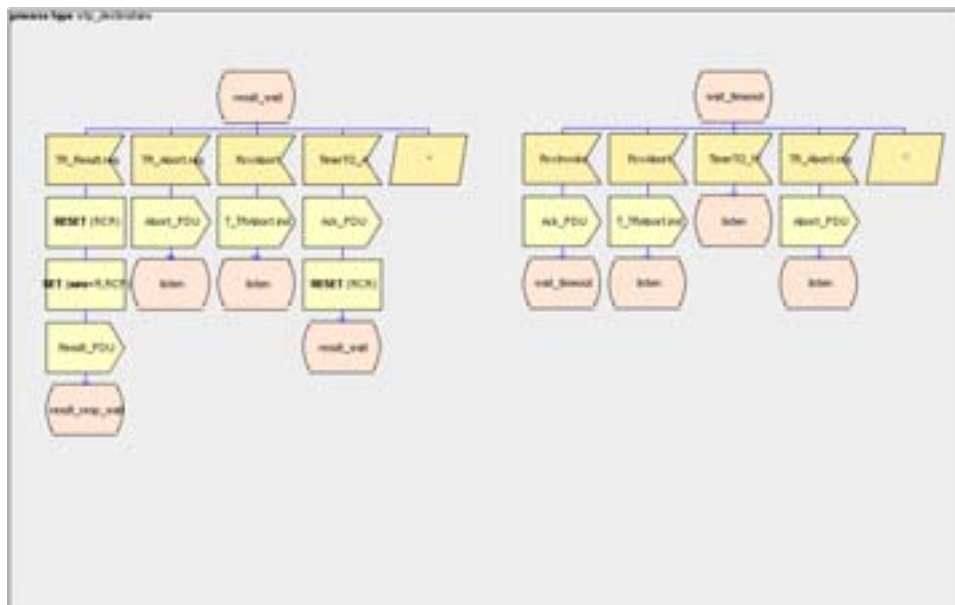 process type
result_wait
TR_Result.req
TR_Abort.req
RcvAbort
TimerTO_A
*
RESET (RCR)
Abort_PDU
T_TRAbort.ind
Ack_PDU
listen
listen
RESET (RCR)
Result_PDU
result_wait
result_resp_wait
wait_timeout
RcvInvoke
RcvAbort
TimerTO_W
TR_Abort.req
Ack_PDU
T_TRAbort.ind
listen
Abort_PDU
wait_timeout
listen
listen